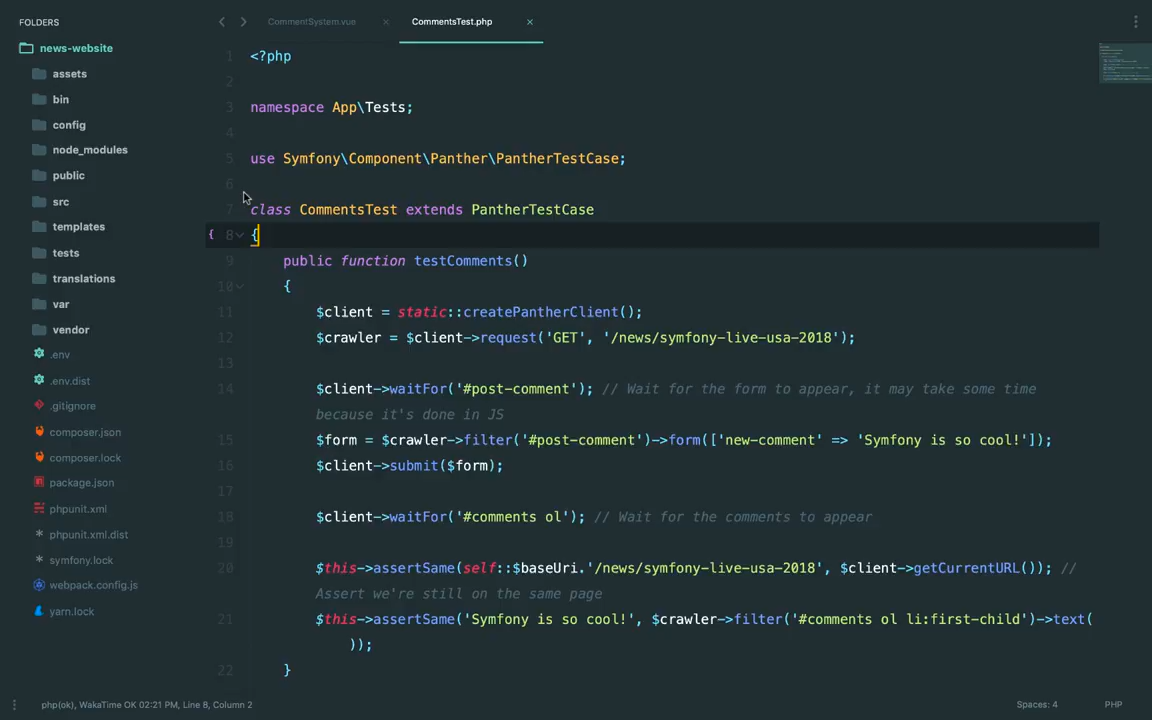 FOLDERS
news-website
assets
bin
config
node_modules
public
src
templates
tests
translations
var
vendor
.env
.env.dist
.gitignore
composer.json
composer.lock
package.json
phpunit.xml
phpunit.xml.dist
symfony.lock
webpack.config.js
yarn.lock
CommentSystem.vue ×
CommentsTest.php ×
1 <?php
2
3 namespace App\Tests;
4
5 use Symfony\Component\Panther\PantherTestCase;
6
7 class CommentsTest extends PantherTestCase
{ 8 {
9 public function testComments()
10 {
11 $client = static::createPantherClient();
12 $crawler = $client->request('GET', '/news/symfony-live-usa-2018');
13
14 $client->waitFor('#post-comment'); // Wait for the form to appear, it may take some time
because it's done in JS
15 $form = $crawler->filter('#post-comment')->form(['new-comment' => 'Symfony is so cool!']);
16 $client->submit($form);
17
18 $client->waitFor('#comments ol'); // Wait for the comments to appear
19
20 $this->assertSame(self::$baseUri.'/news/symfony-live-usa-2018', $client->getCurrentURL()); //
Assert we're still on the same page
21 $this->assertSame('Symfony is so cool!', $crawler->filter('#comments ol li:first-child')->text(
));
22 }
php(ok), WakaTime OK 02:21 PM, Line 8, Column 2
Spaces: 4
PHP